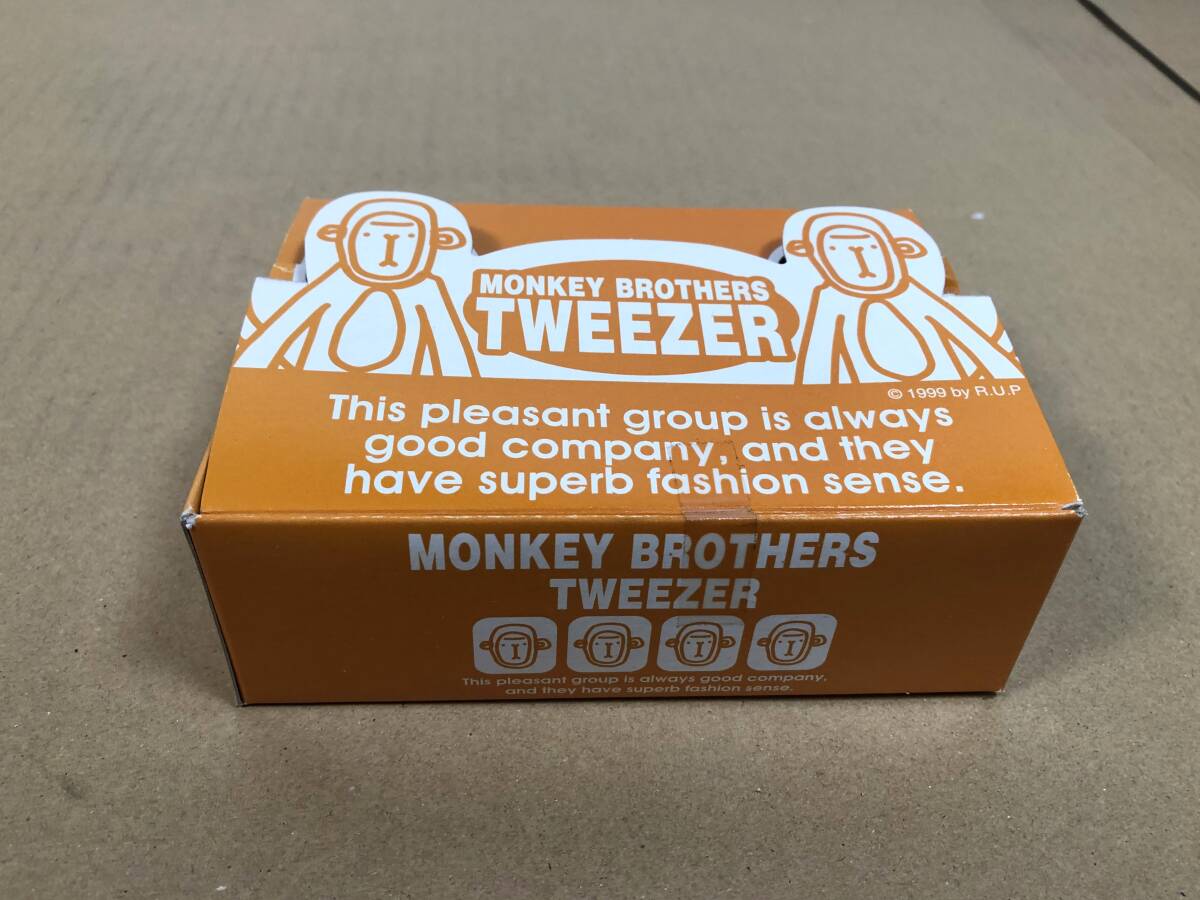 MONKEY BROTHERS
TWEEZER
© 1999 by R.U.P
This pleasant group is always
good company, and they
have superb fashion sense.
MONKEY BROTHERS
TWEEZER
This pleasant group is always good company,
and they have superb fashion sense.